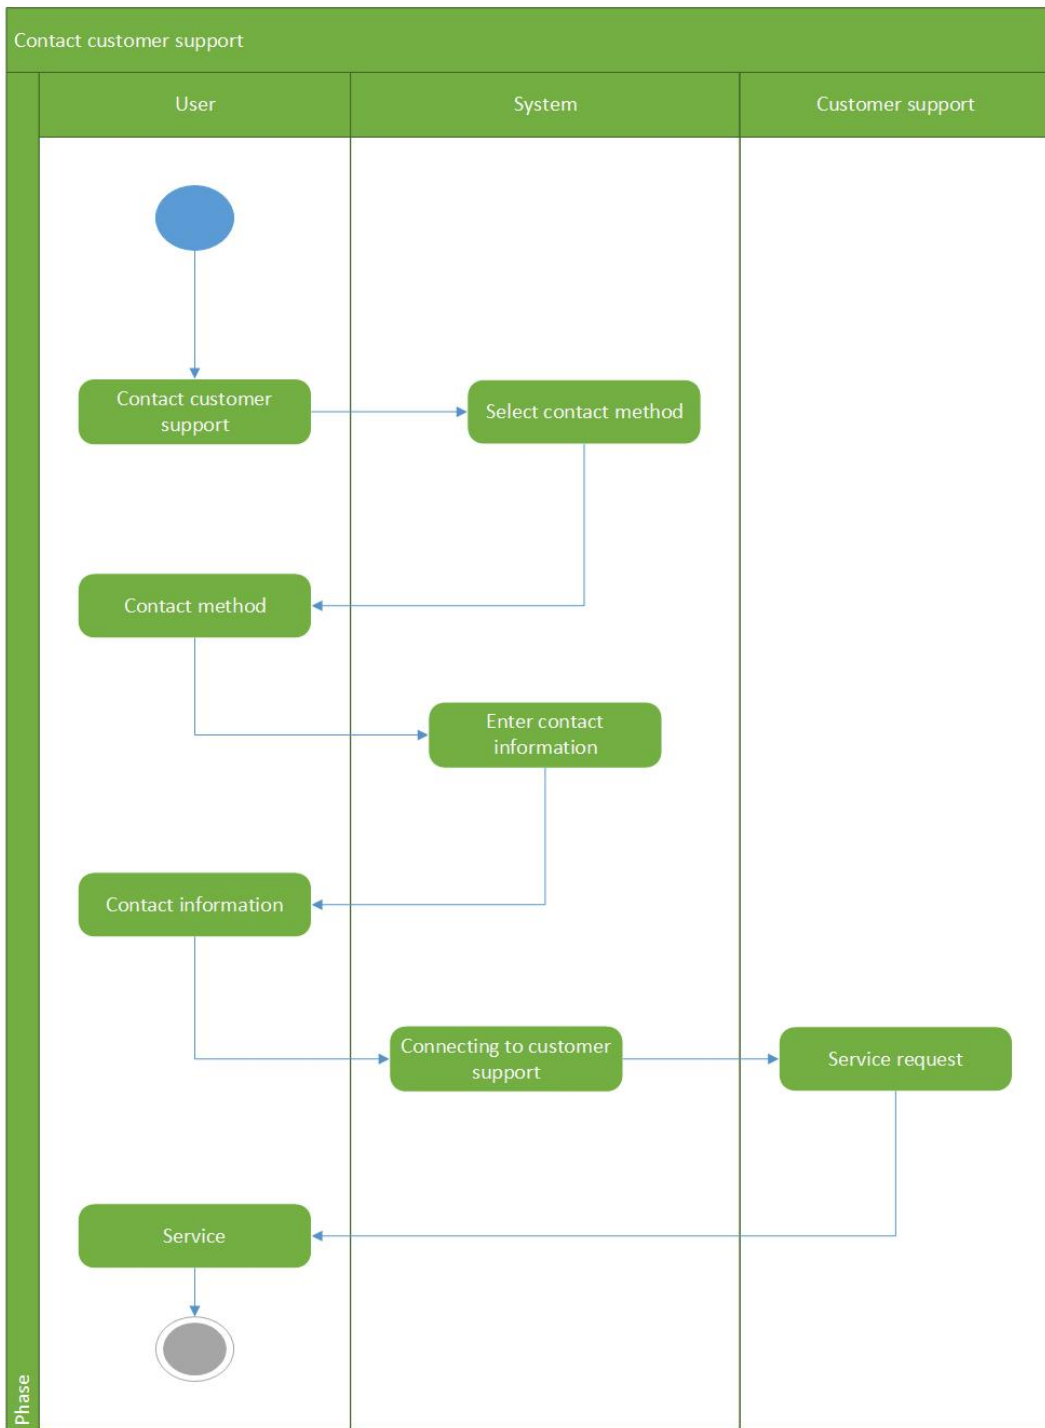 Contact customer support
User
System
Customer support
Contact customer
support
Select contact method
Contact method
Enter contact
information
Contact information
Connecting to customer
support
Service request
Service
Phase